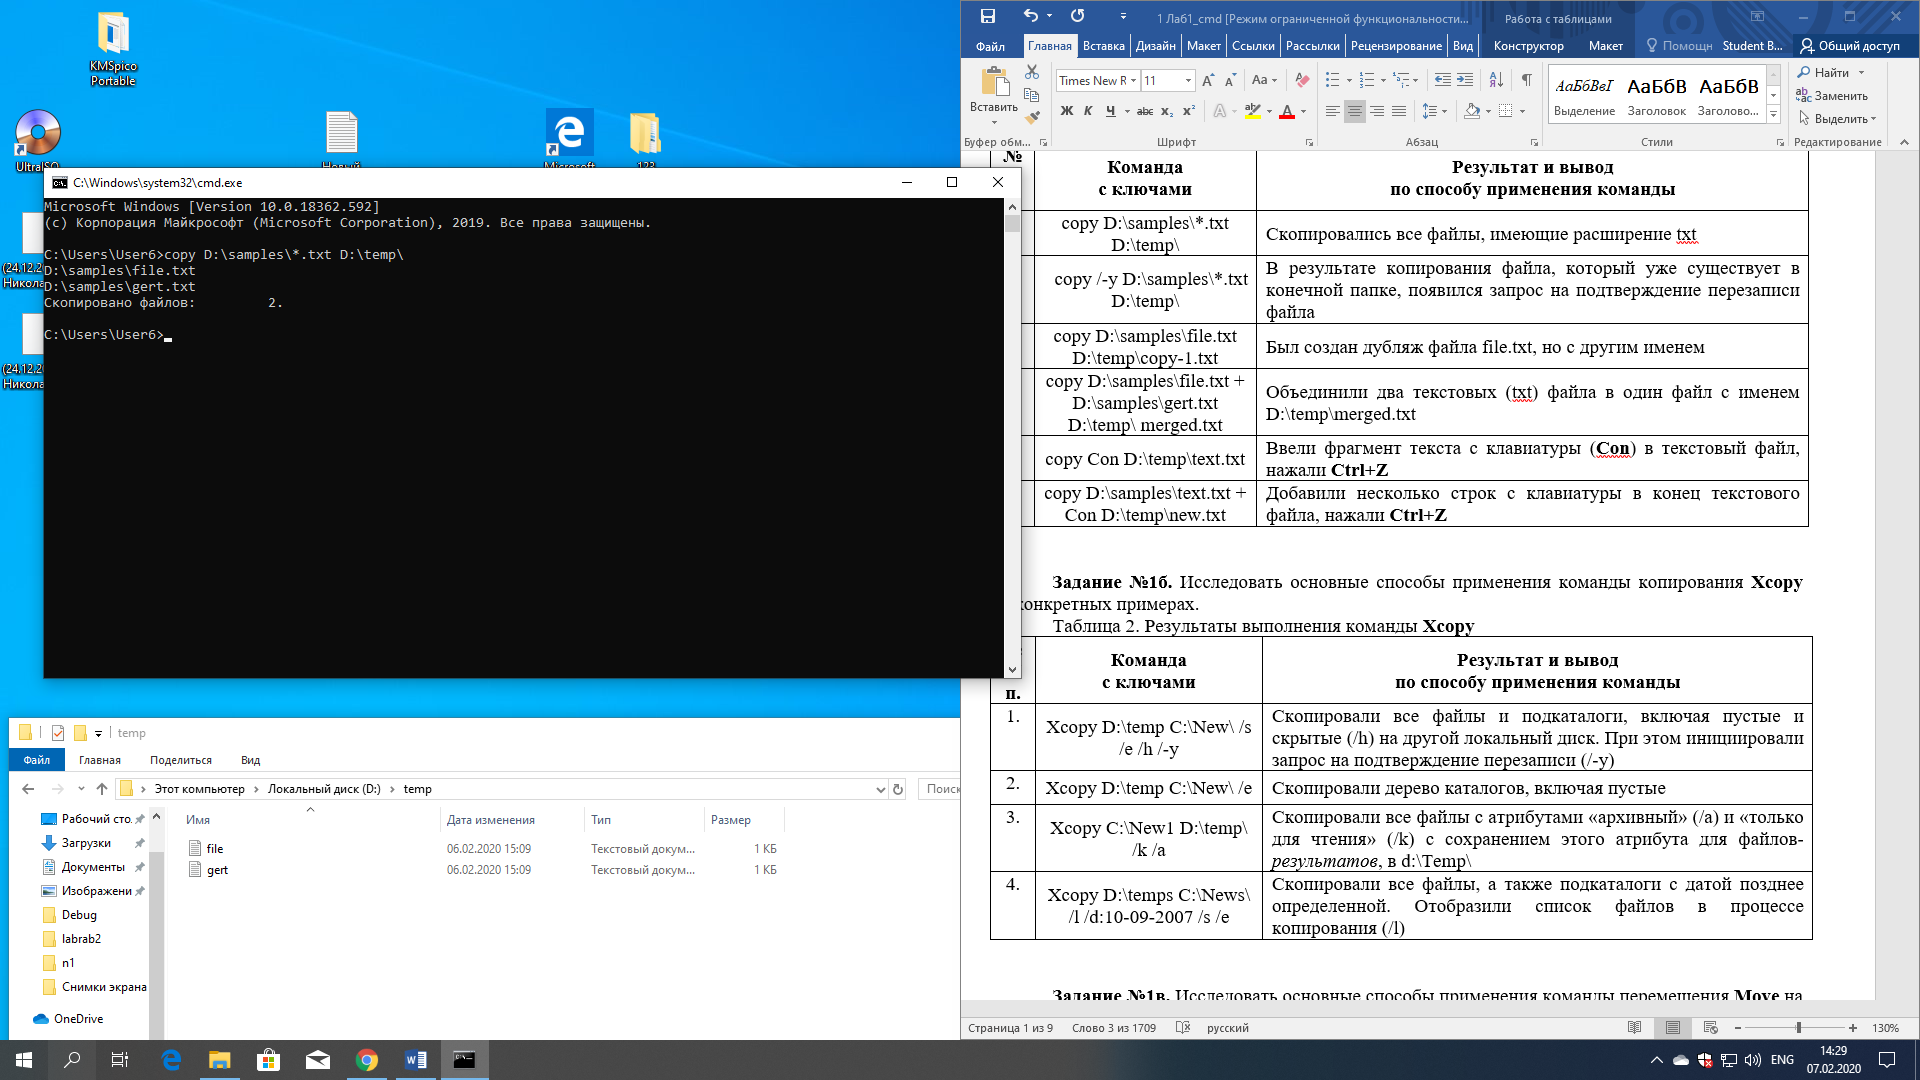 KMSpico
Portable
UltraISO
Новый
Microsoft
123
(24.12.20
Никола
(24.12.20
Никола
C:\Windows\system32\cmd.exe
Microsoft Windows [Version 10.0.18362.592]
(c) Корпорация Майкрософт (Microsoft Corporation), 2019. Все права защищены.
C:\Users\User6>copy D:\samples\*.txt D:\temp\
D:\samples\file.txt
D:\samples\gert.txt
Скопировано файлов: 2.
C:\Users\User6>
temp
Файл Главная Поделиться Вид
Этот компьютер > Локальный диск (D:) > temp
Поиск
Рабочий сто.
Загрузки
Документы
Изображени
Debug
labrab2
n1
Снимки экрана
OneDrive
Имя Дата изменения Тип Размер
file 06.02.2020 15:09 Текстовый докум... 1 КБ
gert 06.02.2020 15:09 Текстовый докум... 1 КБ
1 Лаб1_cmd [Режим ограниченной функциональности... Работа с таблицами
Файл Главная Вставка Дизайн Макет Ссылки Рассылки Рецензирование Вид Конструктор Макет Помощн Student B... Общий доступ
Вставить
Times New R 11
Ж К Ч abc x₂ x²
АаБбВвІ АаБбВ АаБбВ
Выделение Заголовок Заголово...
Найти
Заменить
Выделить
Буфер обм... Шрифт Абзац Стили Редактирование
№ Команда Результат и вывод
с ключами по способу применения команды
copy D:\samples\*.txt
D:\temp\
Скопировались все файлы, имеющие расширение txt
copy /-y D:\samples\*.txt
D:\temp\
В результате копирования файла, который уже существует в
конечной папке, появился запрос на подтверждение перезаписи
файла
copy D:\samples\file.txt
D:\temp\copy-1.txt
Был создан дубляж файла file.txt, но с другим именем
copy D:\samples\file.txt +
D:\samples\gert.txt
D:\temp\ merged.txt
Объединили два текстовых (txt) файла в один файл с именем
D:\temp\merged.txt
copy Con D:\temp\text.txt
Ввели фрагмент текста с клавиатуры (Con) в текстовый файл,
нажали Ctrl+Z
copy D:\samples\text.txt +
Con D:\temp\new.txt
Добавили несколько строк с клавиатуры в конец текстового
файла, нажали Ctrl+Z
Задание №1б. Исследовать основные способы применения команды копирования Xcopy
конкретных примерах.
Таблица 2. Результаты выполнения команды Xcopy
п.
Команда
с ключами
Результат и вывод
по способу применения команды
1.
Xcopy D:\temp C:\New\ /s
/e /h /-y
Скопировали все файлы и подкаталоги, включая пустые и
скрытые (/h) на другой локальный диск. При этом инициировали
запрос на подтверждение перезаписи (/-y)
2.
Xcopy D:\temp C:\New\ /e
Скопировали дерево каталогов, включая пустые
3.
Xcopy C:\New1 D:\temp\
/k /a
Скопировали все файлы с атрибутами «архивный» (/a) и «только
для чтения» (/k) с сохранением этого атрибута для файлов-
результатов, в d:\Temp\
4.
Xcopy D:\temps C:\News\
/l /d:10-09-2007 /s /e
Скопировали все файлы, а также подкаталоги с датой позднее
определенной. Отобразили список файлов в процессе
копирования (/l)
Задание №1в. Исследовать основные способы применения команды перемещения Move на
Страница 1 из 9 Слово 3 из 1709 русский 130%
ENG
14:29
07.02.2020